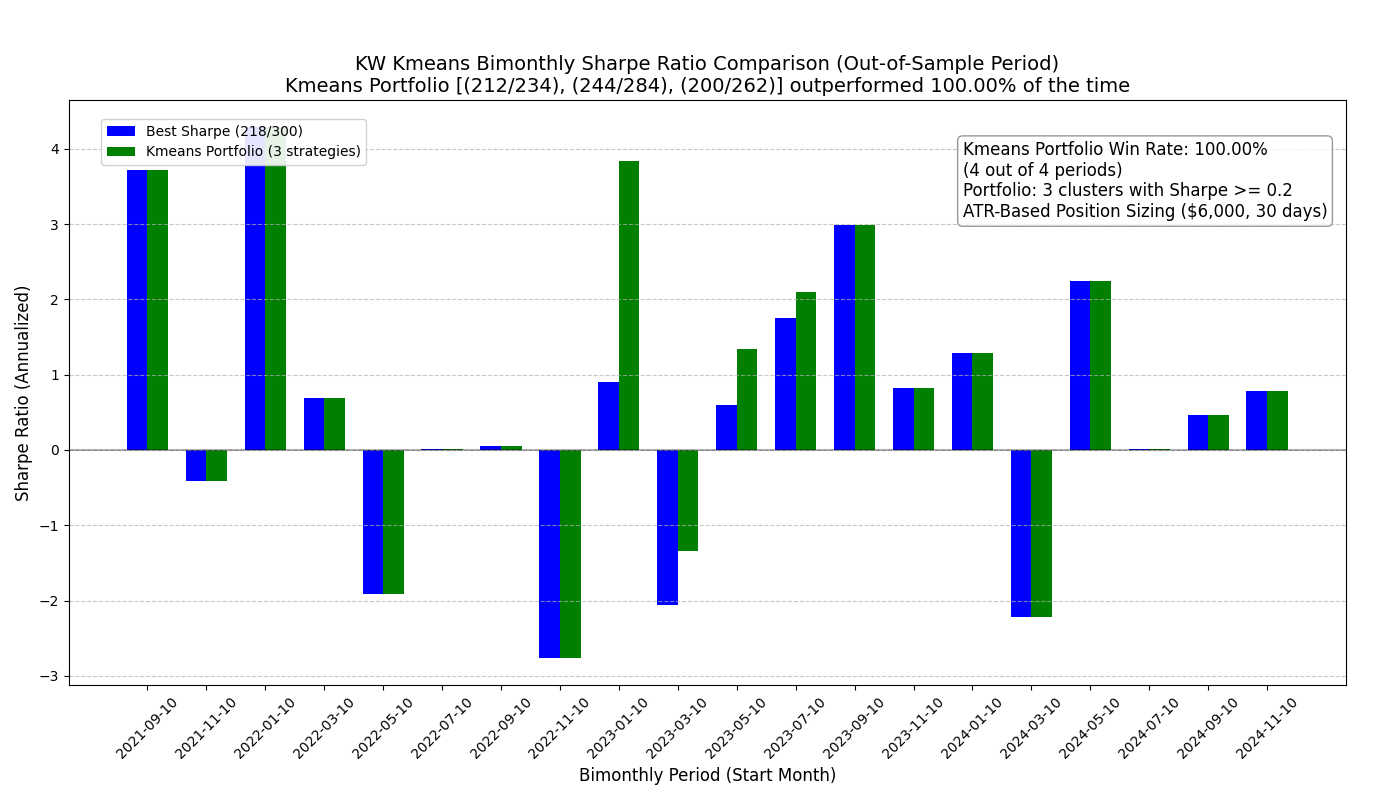 KW Kmeans Bimonthly Sharpe Ratio Comparison (Out-of-Sample Period)
Kmeans Portfolio [(212/234), (244/284), (200/262)] outperformed 100.00% of the time
Best Sharpe (218/300)
Kmeans Portfolio (3 strategies)
Kmeans Portfolio Win Rate: 100.00%
(4 out of 4 periods)
Portfolio: 3 clusters with Sharpe >= 0.2
ATR-Based Position Sizing ($6,000, 30 days)
Sharpe Ratio (Annualized)
4
3
2
1
0
−1
−2
−3
2021-09-10
2021-11-10
2022-01-10
2022-03-10
2022-05-10
2022-07-10
2022-09-10
2022-11-10
2023-01-10
2023-03-10
2023-05-10
2023-07-10
2023-09-10
2023-11-10
2024-01-10
2024-03-10
2024-05-10
2024-07-10
2024-09-10
2024-11-10
Bimonthly Period (Start Month)